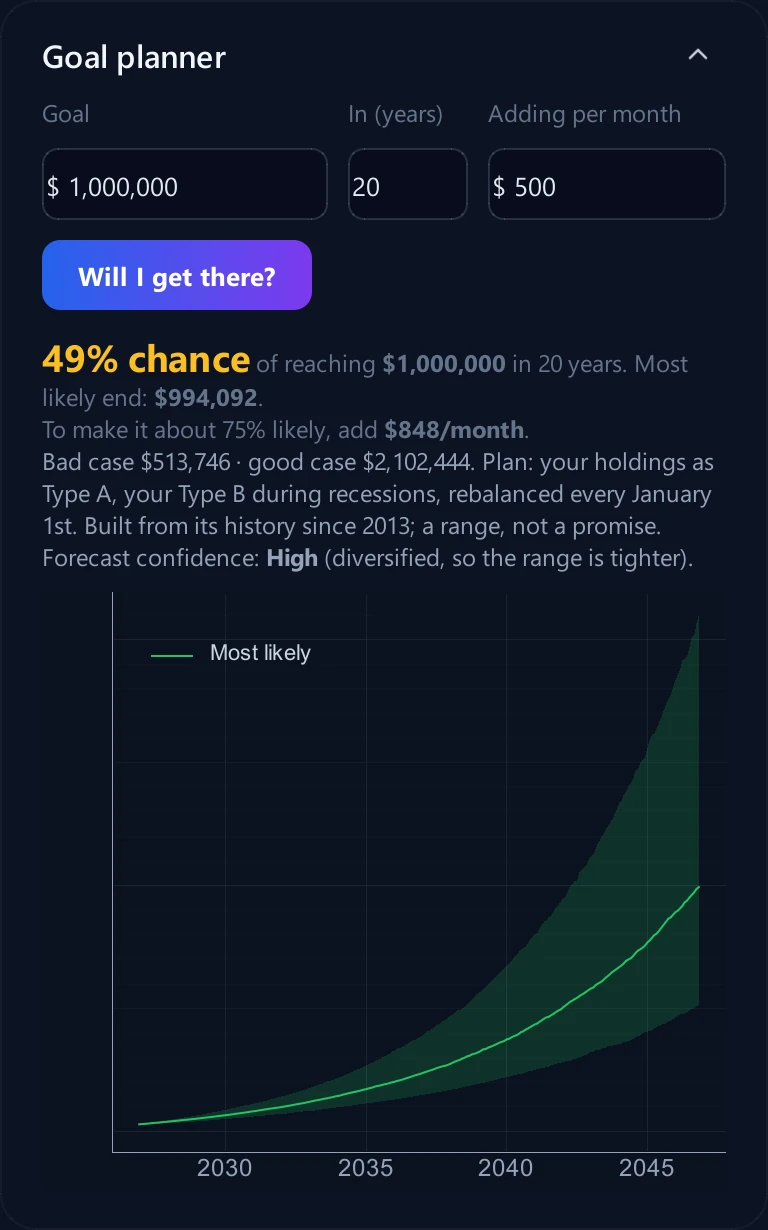 Goal planner
Goal In (years) Adding per month
$ 1,000,000 20 $ 500
Will I get there?
49% chance of reaching $1,000,000 in 20 years. Most
likely end: $994,092.
To make it about 75% likely, add $848/month.
Bad case $513,746 · good case $2,102,444. Plan: your holdings as
Type A, your Type B during recessions, rebalanced every January
1st. Built from its history since 2013; a range, not a promise.
Forecast confidence: High (diversified, so the range is tighter).
Most likely
2030 2035 2040 2045